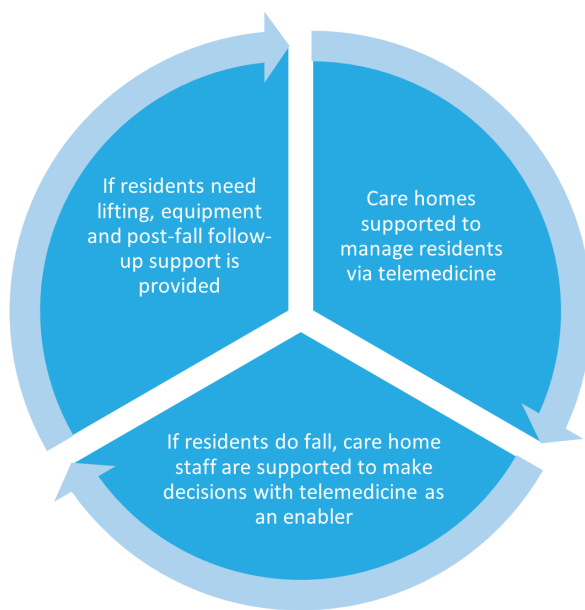 If residents need
lifting, equipment
and post-fall follow-
up support is
provided
Care homes
supported to
manage residents
via telemedicine
If residents do fall, care home
staff are supported to make
decisions with telemedicine as
an enabler